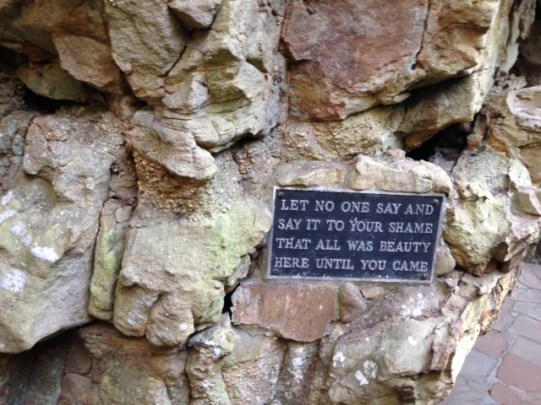 LET NO ONE SAY AND
SAY IT TO YOUR SHAME
THAT ALL WAS BEAUTY
HERE UNTIL YOU CAME